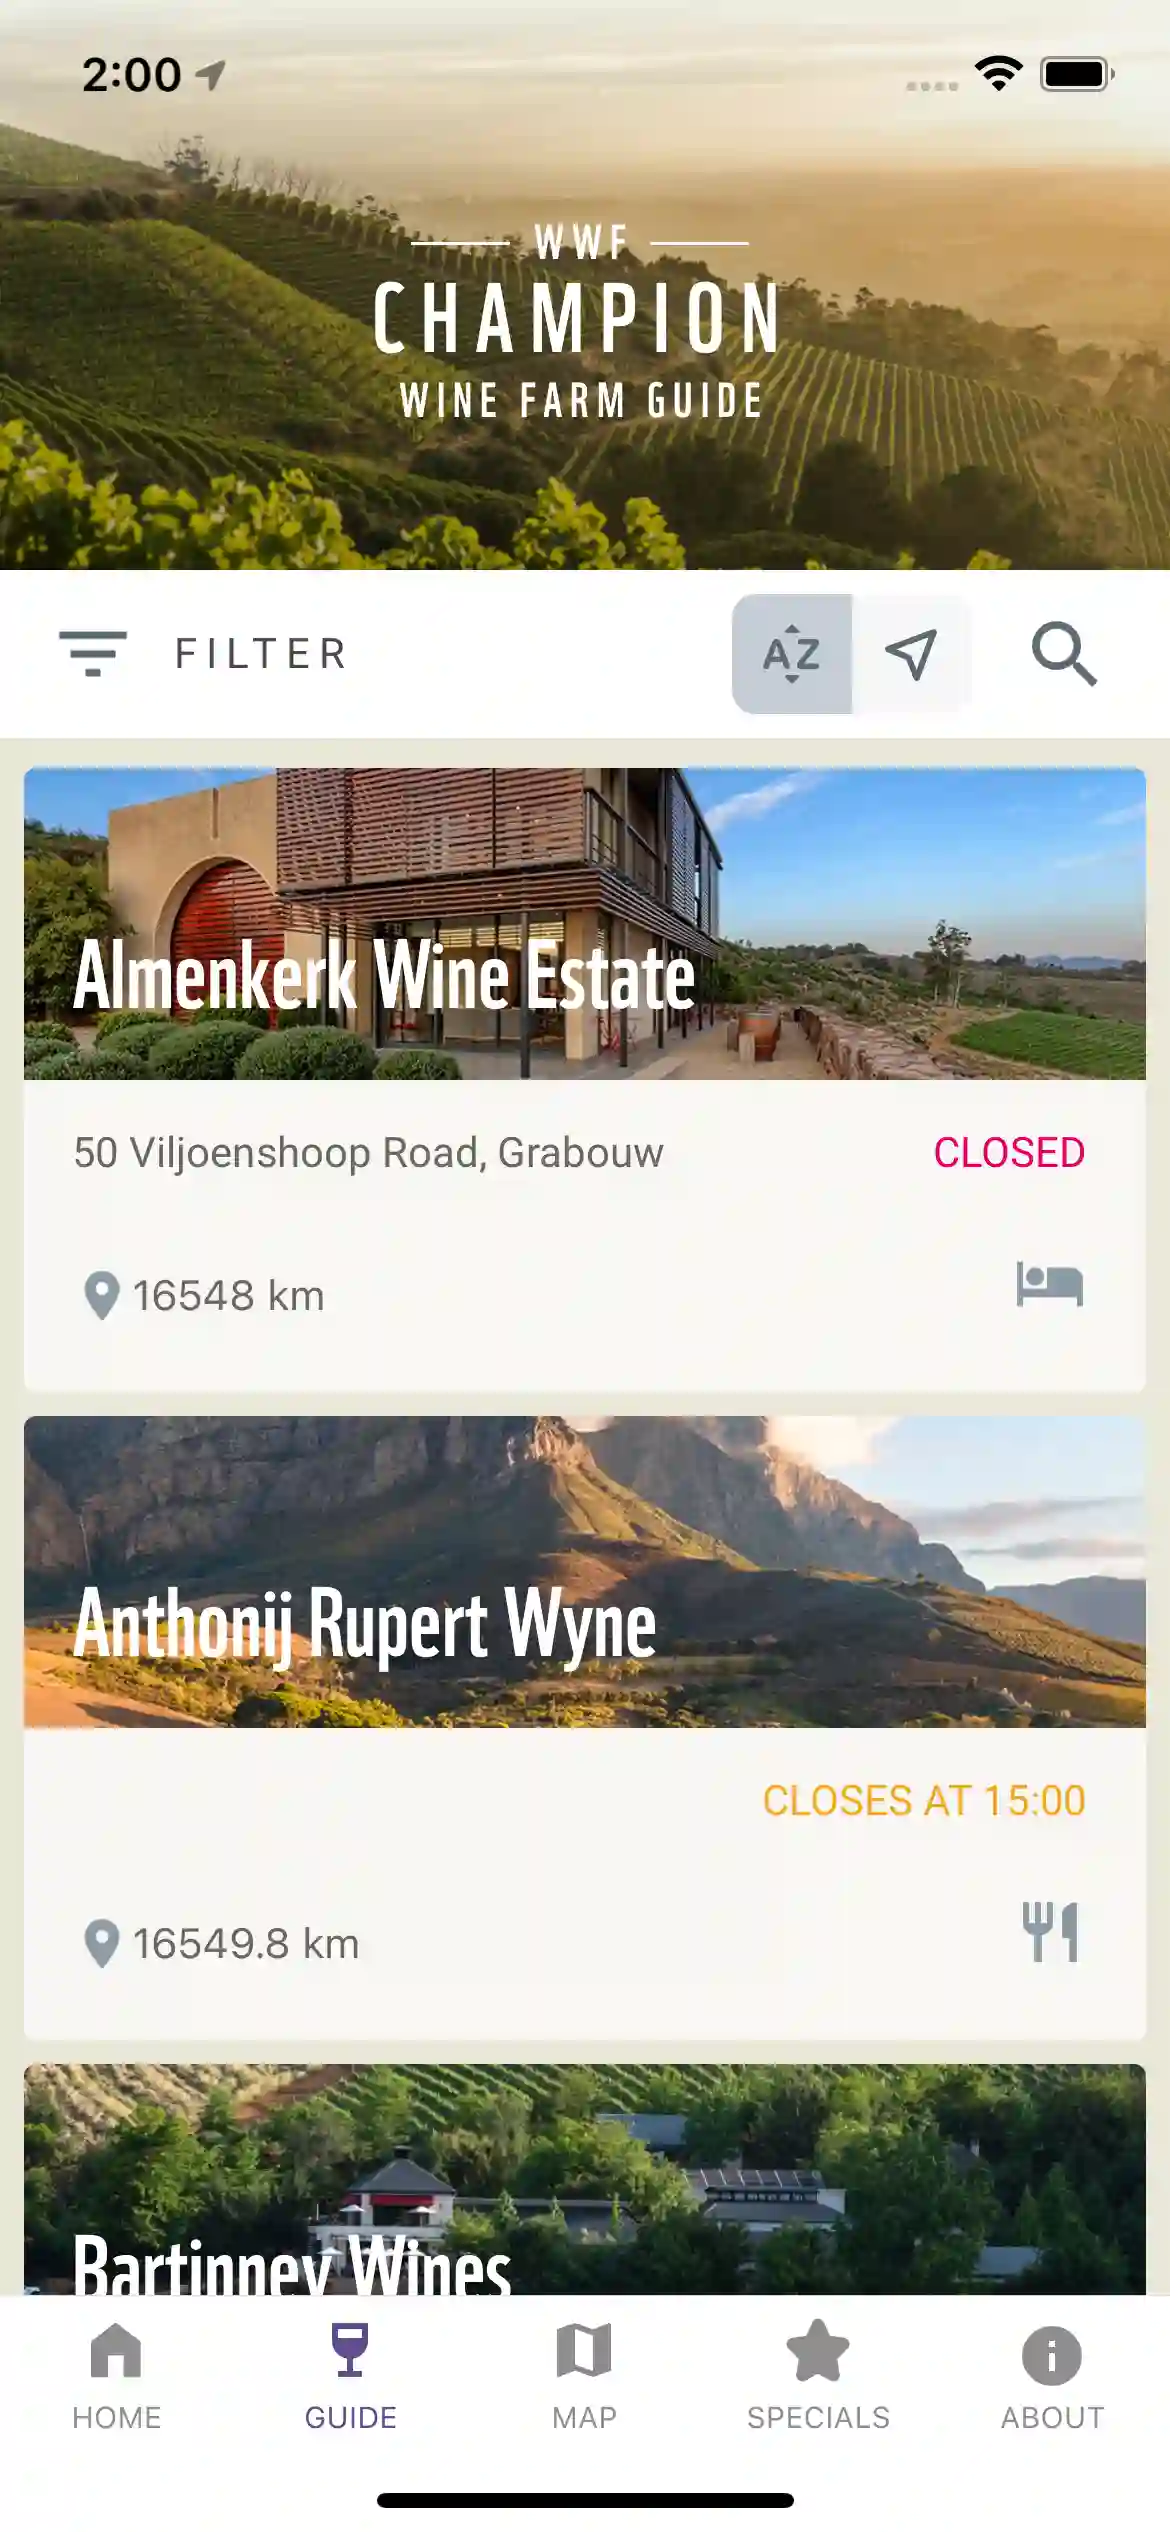 2:00
WWF
CHAMPION
WINE FARM GUIDE
FILTER
AZ
Almenkerk Wine Estate
50 Viljoenshoop Road, Grabouw
CLOSED
16548 km
Anthonij Rupert Wyne
CLOSES AT 15:00
16549.8 km
Bartinney Wines
HOME
GUIDE
MAP
SPECIALS
ABOUT